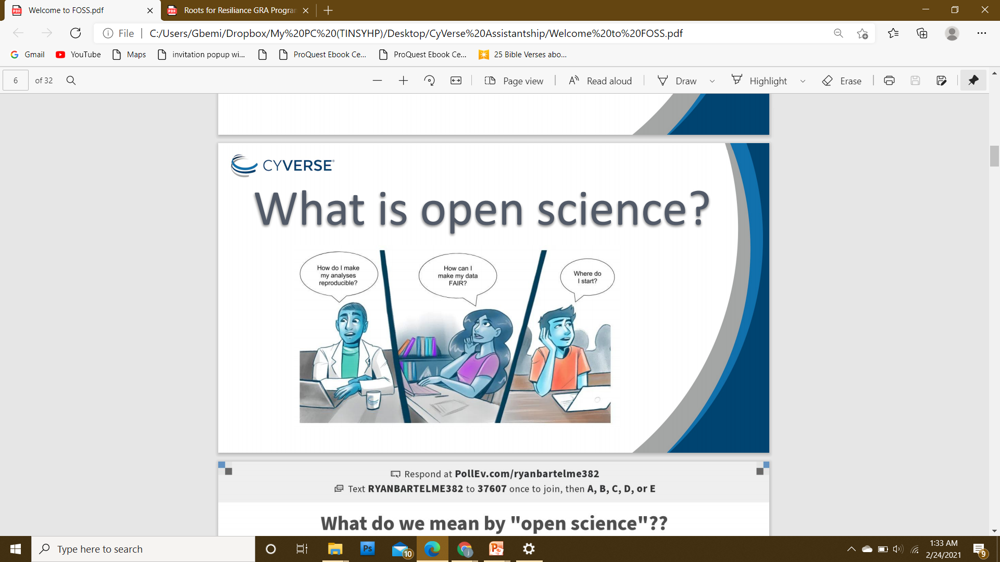 Welcome to FOSS.pdf
Roots for Resiliance GRA Progra
File
C:/Users/Gbemi/Dropbox/My%20PC%20(TINSYHP)/Desktop/CyVerse%20Assistantship/Welcome%20to%20FOSS.pdf
Gmail
YouTube
Maps
invitation popup wi...
ProQuest Ebook Ce...
ProQuest Ebook Ce...
25 Bible Verses abo...
6
of 32
Page view
Read aloud
Draw
Highlight
Erase
CYVERSE®
What is open science?
How do I make
my analyses
reproducible?
How can I
make my data
FAIR?
Where do
I start?
Respond at PollEv.com/ryanbartelme382
Text RYANBARTELME382 to 37607 once to join, then A, B, C, D, or E
What do we mean by "open science"??
Type here to search
Ps
10
1:33 AM
2/24/2021
9